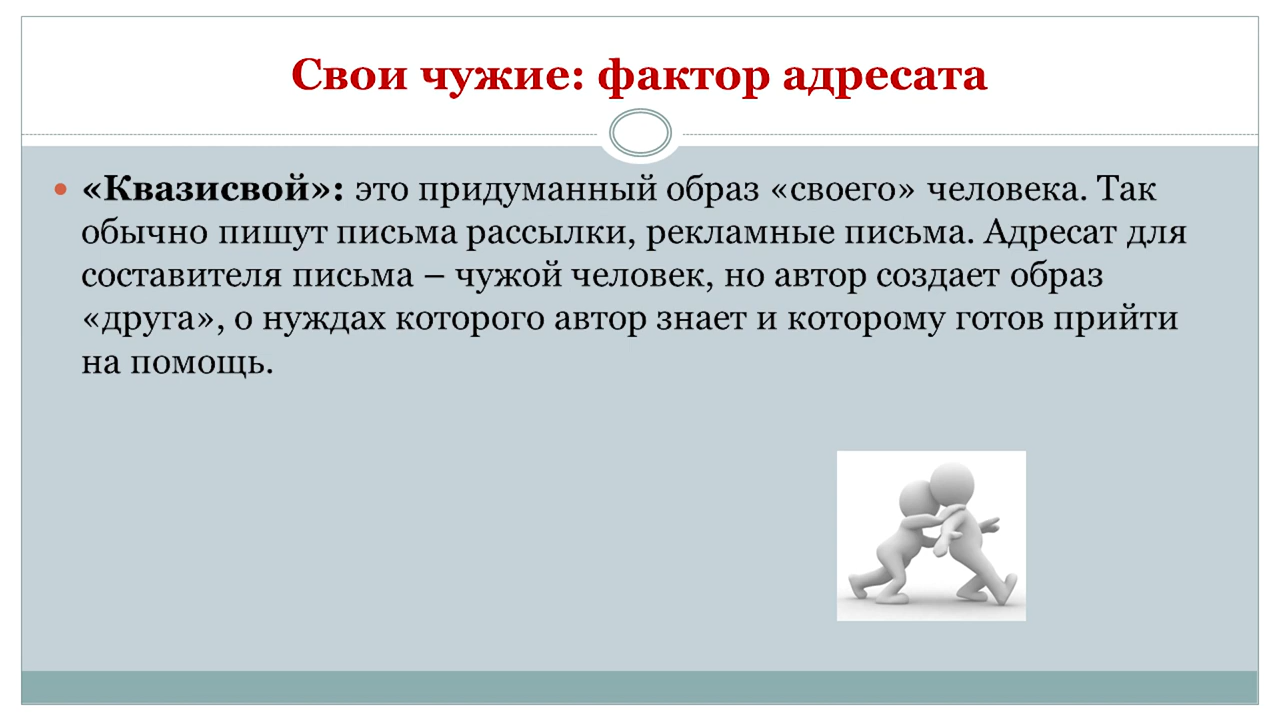 Свои чужие: фактор адресата
• «Квазисвой»: это придуманный образ «своего» человека. Так
обычно пишут письма рассылки, рекламные письма. Адресат для
составителя письма – чужой человек, но автор создает образ
«друга», о нуждах которого автор знает и которому готов прийти
на помощь.